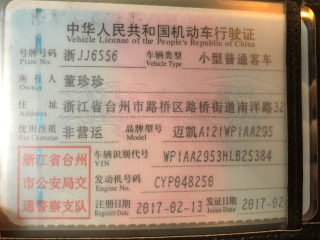 中华人民共和国机动车行驶证
Vehicle License of the People's Republic of China
号牌号码 浙JJ6S56 车辆类型 小型普通客车
Plate No. Vehicle Type
所有人 董珍珍
Owner
住址 浙江省台州市路桥区路桥街道南洋路32
Address
使用性质 非营运 品牌型号 迈凯A121WP1AA295
Use Character Model
浙江省台州市公安局交通警察支队
车辆识别代号 WP1AA2953HLB25384
VIN
发动机号码 CYP048250
Engine No.
注册日期 2017-02-13 发证日期 2017-02
Register Date Issue Date